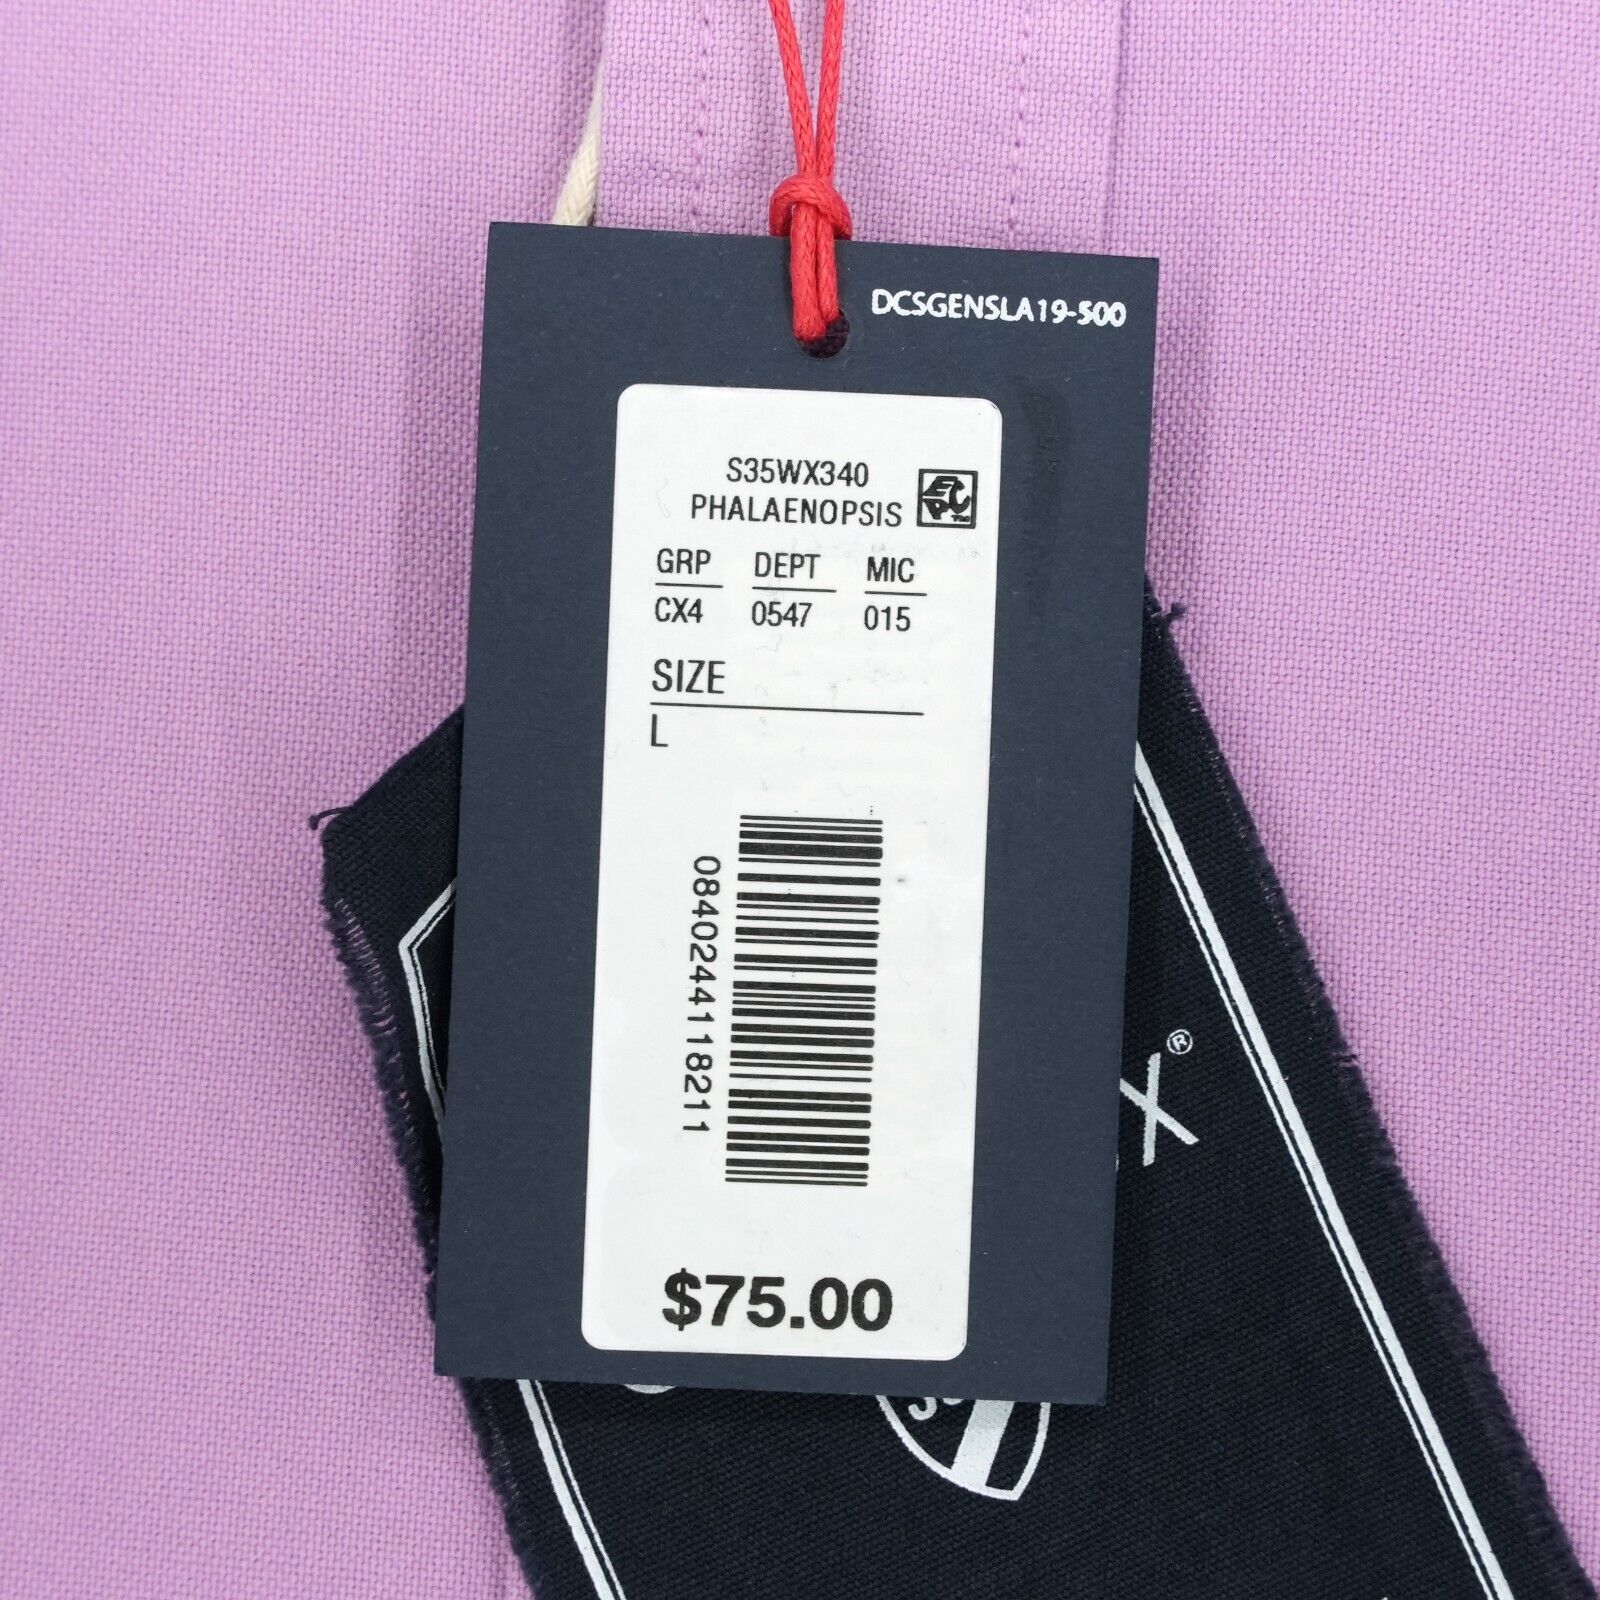 DCSGENSLA19-500
S35WX340
PHALAENOPSIS
GRP DEPT MIC
CX4 0547 015
SIZE
L
0840244118211
$75.00
X®